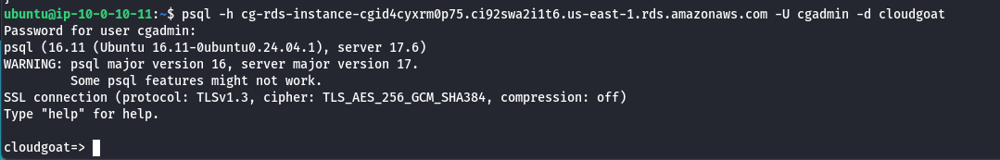 ubuntu@ip-10-0-10-11:~$ psql -h cg-rds-instance-cgid4cyxrm0p75.ci92swa2i1t6.us-east-1.rds.amazonaws.com -U cgadmin -d cloudgoat
Password for user cgadmin:
psql (16.11 (Ubuntu 16.11-0ubuntu0.24.04.1), server 17.6)
WARNING: psql major version 16, server major version 17.
         Some psql features might not work.
SSL connection (protocol: TLSv1.3, cipher: TLS_AES_256_GCM_SHA384, compression: off)
Type "help" for help.
cloudgoat=>